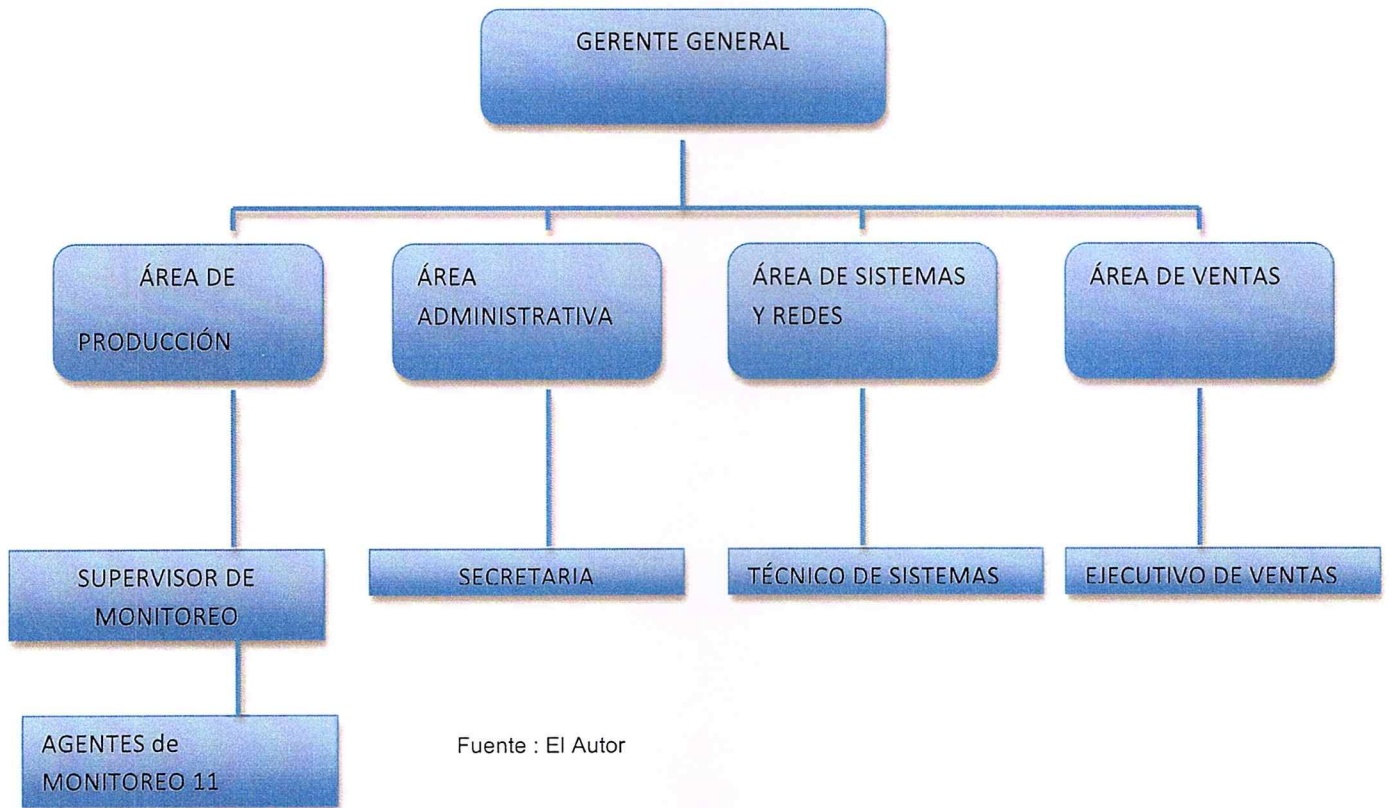 GERENTE GENERAL
ÁREA DE
PRODUCCIÓN
ÁREA
ADMINISTRATIVA
ÁREA DE SISTEMAS
Y REDES
ÁREA DE VENTAS
SUPERVISOR DE
MONITOREO
SECRETARIA
TÉCNICO DE SISTEMAS
EJECUTIVO DE VENTAS
AGENTES de
MONITOREO 11
Fuente : El Autor